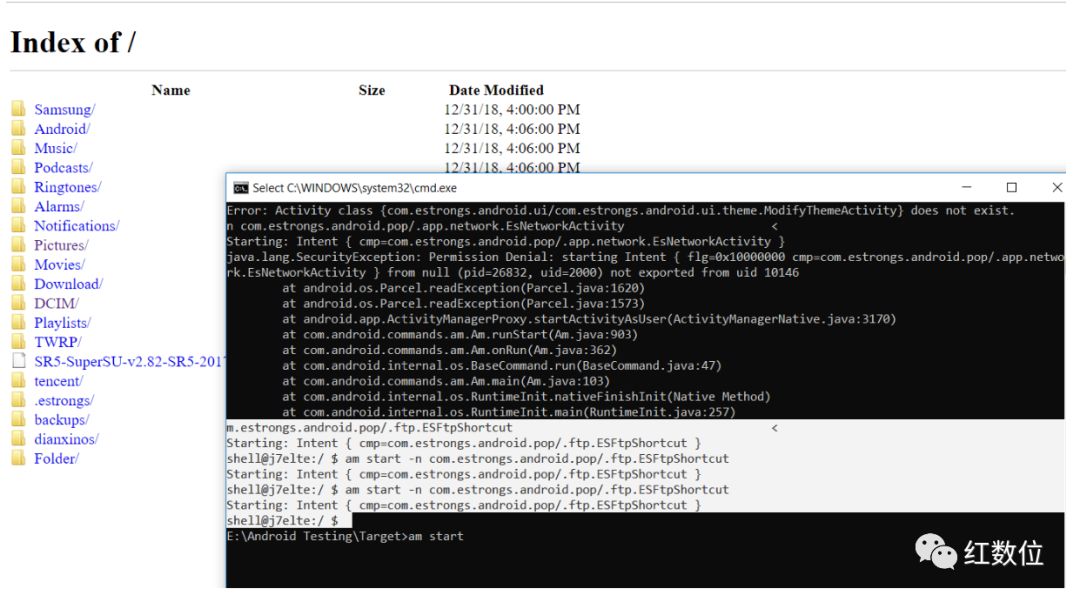 Index of /
Name Size Date Modified
Samsung/ 12/31/18, 4:00:00 PM
Android/ 12/31/18, 4:06:00 PM
Music/ 12/31/18, 4:06:00 PM
Podcasts/ 12/31/18, 4:06:00 PM
Ringtones/
Alarms/
Notifications/
Pictures/
Movies/
Download/
DCIM/
Playlists/
TWRP/
SR5-SuperSU-v2.82-SR5-2017
tencent/
.estrongs/
backups/
dianxinos/
Folder/
Select C:\WINDOWS\system32\cmd.exe
Error: Activity class {com.estrongs.android.ui/com.estrongs.android.ui.theme.ModifyThemeActivity} does not exist.
n com.estrongs.android.pop/.app.network.EsNetworkActivity <
Starting: Intent { cmp=com.estrongs.android.pop/.app.network.EsNetworkActivity }
java.lang.SecurityException: Permission Denial: starting Intent { flg=0x10000000 cmp=com.estrongs.android.pop/.app.netwo
rk.EsNetworkActivity } from null (pid=26832, uid=2000) not exported from uid 10146
at android.os.Parcel.readException(Parcel.java:1620)
at android.os.Parcel.readException(Parcel.java:1573)
at android.app.ActivityManagerProxy.startActivityAsUser(ActivityManagerNative.java:3170)
at com.android.commands.am.Am.runStart(Am.java:903)
at com.android.commands.am.Am.onRun(Am.java:362)
at com.android.internal.os.BaseCommand.run(BaseCommand.java:47)
at com.android.commands.am.Am.main(Am.java:103)
at com.android.internal.os.RuntimeInit.nativeFinishInit(Native Method)
at com.android.internal.os.RuntimeInit.main(RuntimeInit.java:257)
m.estrongs.android.pop/.ftp.ESFtpShortcut <
Starting: Intent { cmp=com.estrongs.android.pop/.ftp.ESFtpShortcut }
shell@j7elte:/ $ am start -n com.estrongs.android.pop/.ftp.ESFtpShortcut
Starting: Intent { cmp=com.estrongs.android.pop/.ftp.ESFtpShortcut }
shell@j7elte:/ $ am start -n com.estrongs.android.pop/.ftp.ESFtpShortcut
Starting: Intent { cmp=com.estrongs.android.pop/.ftp.ESFtpShortcut }
shell@j7elte:/ $
E:\Android Testing\Target>am start
红数位